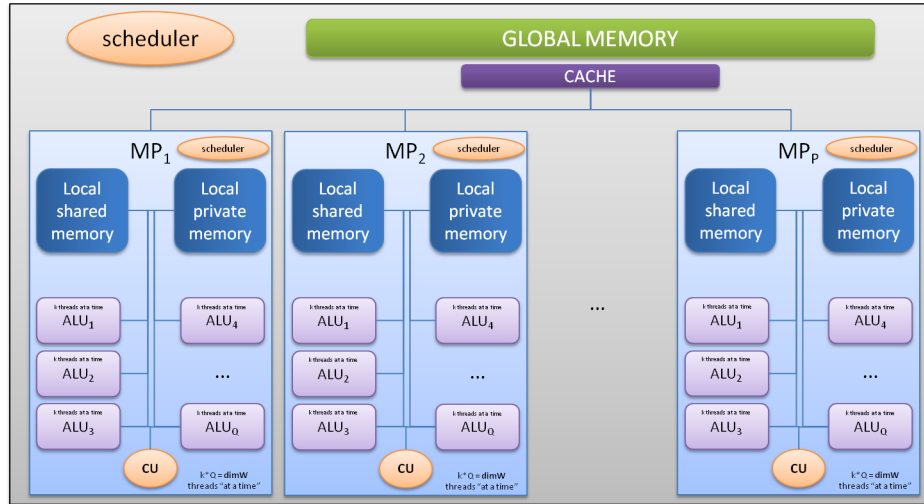 scheduler
GLOBAL MEMORY
CACHE
MP₁
scheduler
Local
shared
memory
Local
private
memory
k threads at a time
ALU₁
k threads at a time
ALU₄
k threads at a time
ALU₂
...
k threads at a time
ALU₃
k threads at a time
ALU_Q
CU
k*Q = dimW
threads "at a time"
MP₂
scheduler
Local
shared
memory
Local
private
memory
k threads at a time
ALU₁
k threads at a time
ALU₄
k threads at a time
ALU₂
...
k threads at a time
ALU₃
k threads at a time
ALU_Q
CU
k*Q = dimW
threads "at a time"
...
MP_P
scheduler
Local
shared
memory
Local
private
memory
k threads at a time
ALU₁
k threads at a time
ALU₄
k threads at a time
ALU₂
...
k threads at a time
ALU₃
k threads at a time
ALU_Q
CU
k*Q = dimW
threads "at a time"